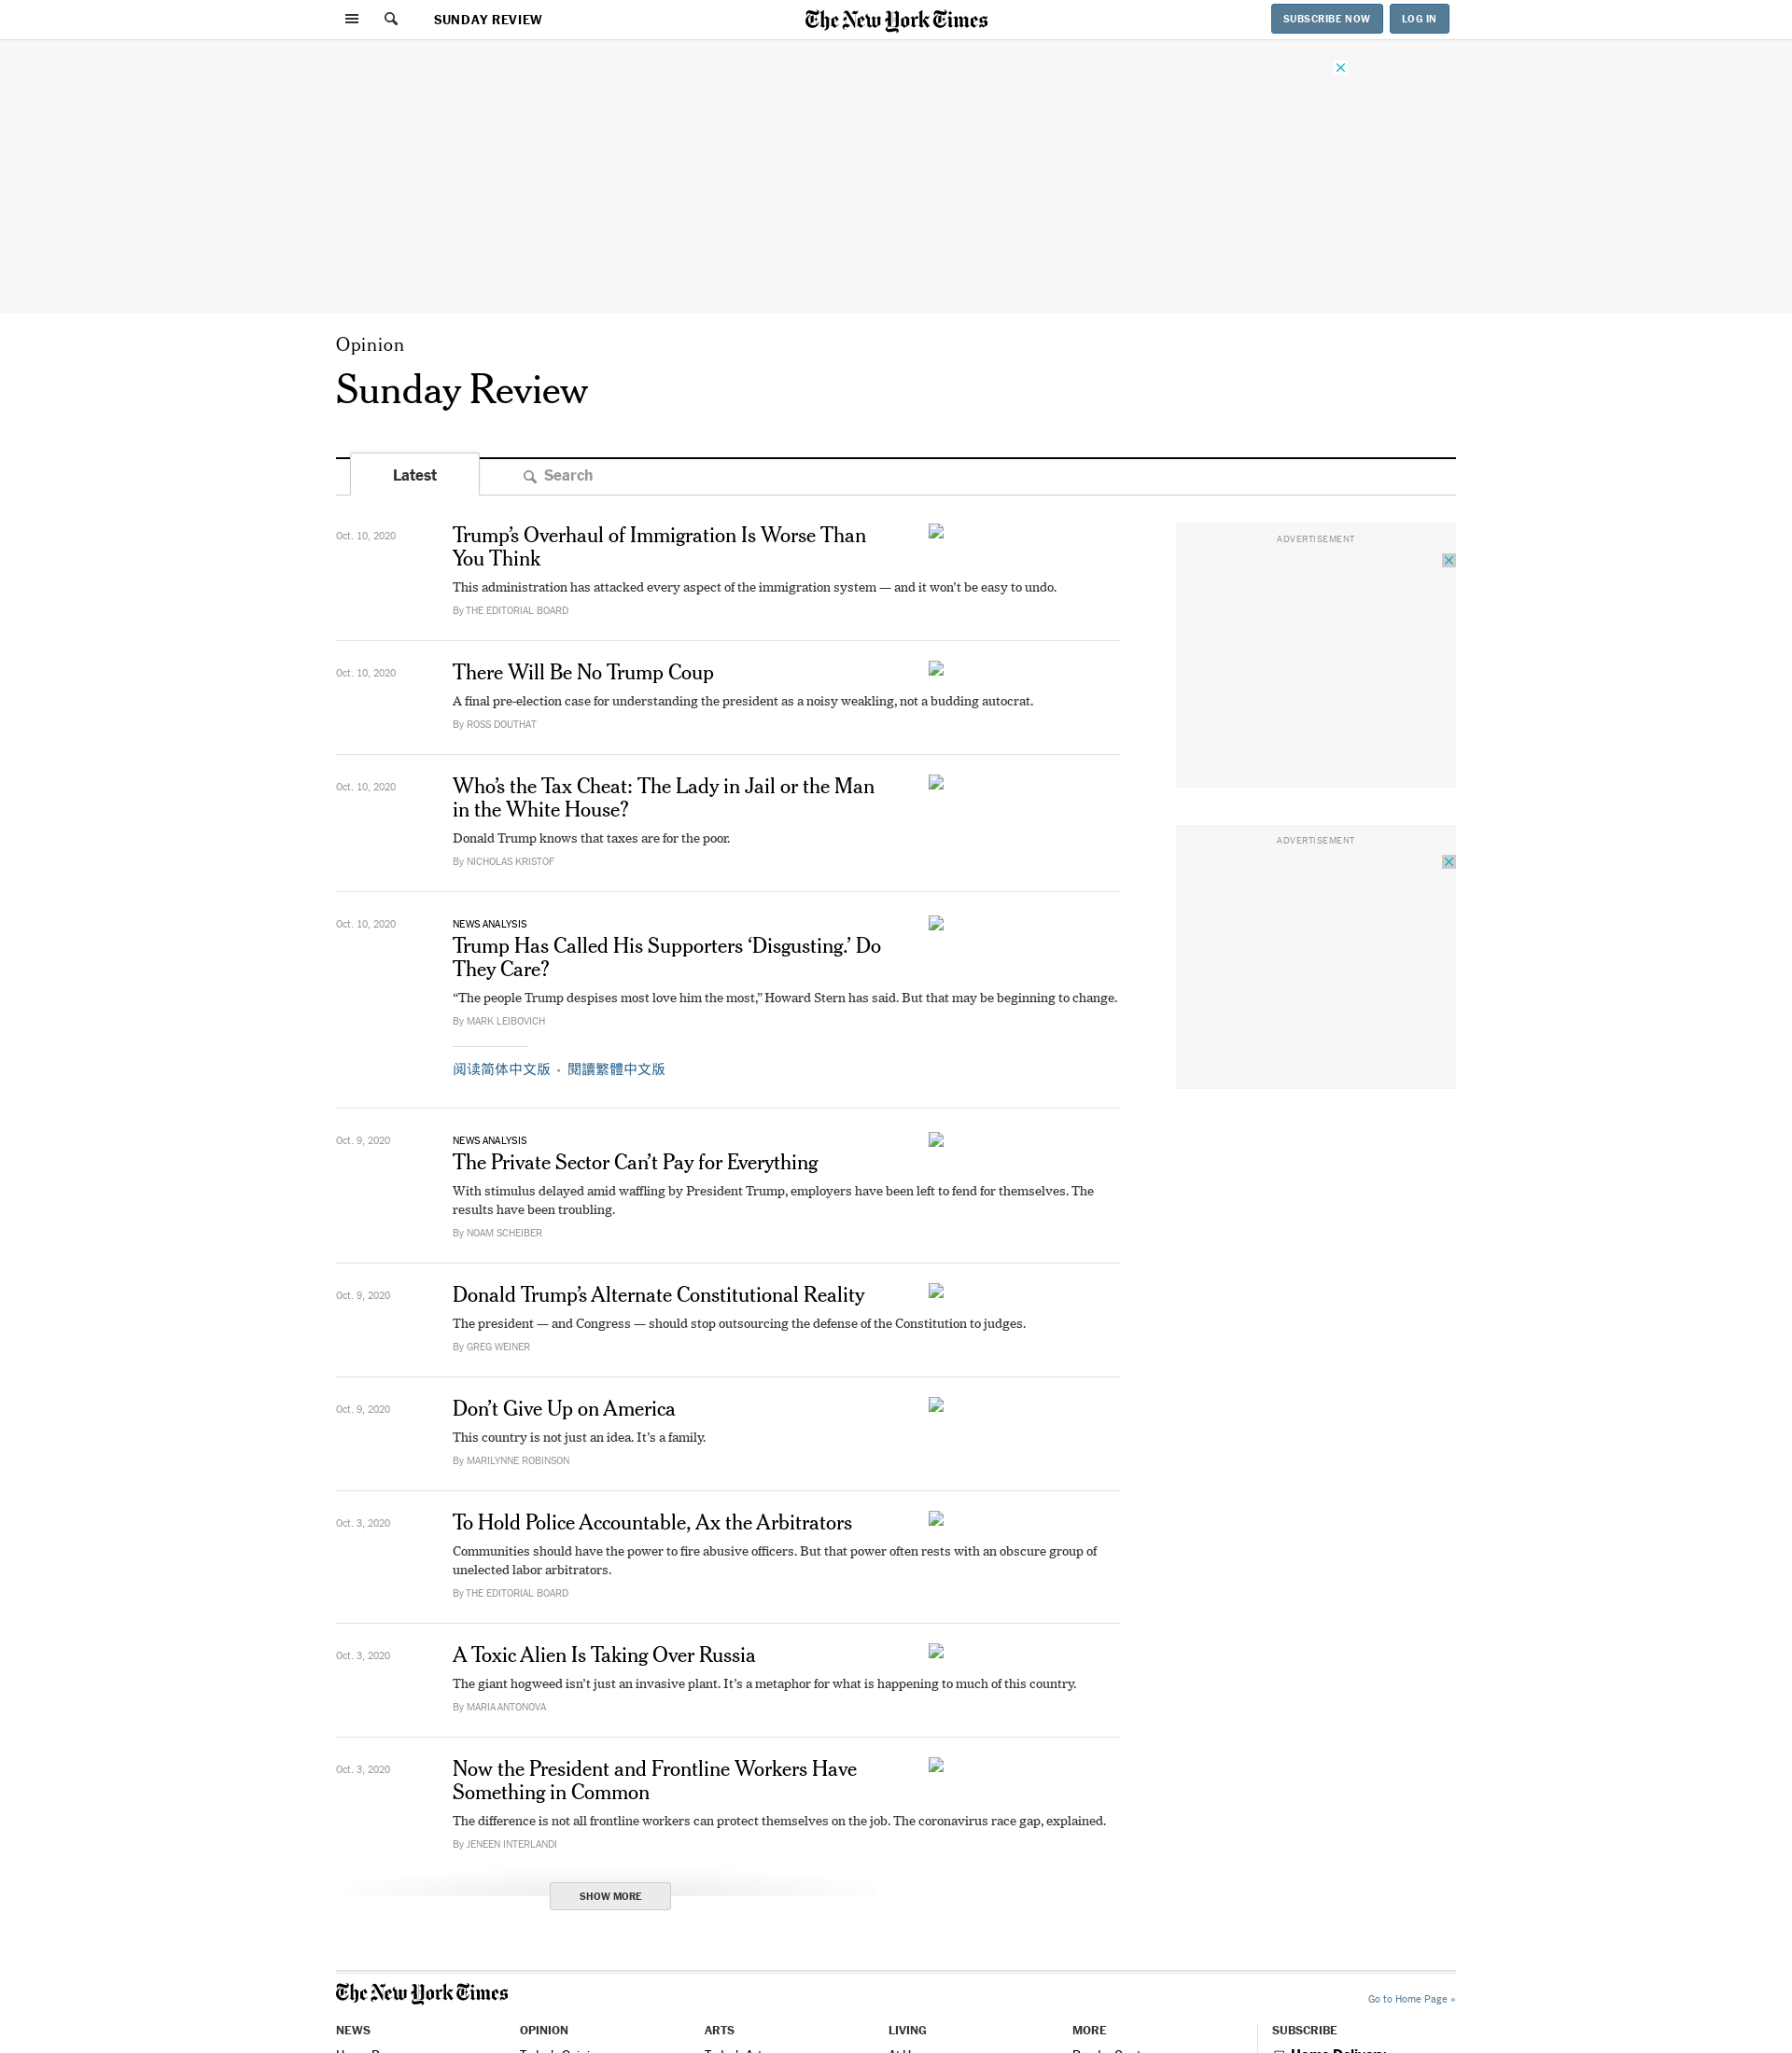 SUNDAY REVIEW
The New York Times
SUBSCRIBE NOW
LOG IN
Opinion
Sunday Review
Latest
Search
Oct. 10, 2020
Trump’s Overhaul of Immigration Is Worse Than
You Think
This administration has attacked every aspect of the immigration system — and it won’t be easy to undo.
By THE EDITORIAL BOARD
Oct. 10, 2020
There Will Be No Trump Coup
A final pre-election case for understanding the president as a noisy weakling, not a budding autocrat.
By ROSS DOUTHAT
Oct. 10, 2020
Who’s the Tax Cheat: The Lady in Jail or the Man
in the White House?
Donald Trump knows that taxes are for the poor.
By NICHOLAS KRISTOF
Oct. 10, 2020
NEWS ANALYSIS
Trump Has Called His Supporters ‘Disgusting.’ Do
They Care?
“The people Trump despises most love him the most,” Howard Stern has said. But that may be beginning to change.
By MARK LEIBOVICH
阅读简体中文版 • 閱讀繁體中文版
Oct. 9, 2020
NEWS ANALYSIS
The Private Sector Can’t Pay for Everything
With stimulus delayed amid waffling by President Trump, employers have been left to fend for themselves. The
results have been troubling.
By NOAM SCHEIBER
Oct. 9, 2020
Donald Trump’s Alternate Constitutional Reality
The president — and Congress — should stop outsourcing the defense of the Constitution to judges.
By GREG WEINER
Oct. 9, 2020
Don’t Give Up on America
This country is not just an idea. It’s a family.
By MARILYNNE ROBINSON
Oct. 3, 2020
To Hold Police Accountable, Ax the Arbitrators
Communities should have the power to fire abusive officers. But that power often rests with an obscure group of
unelected labor arbitrators.
By THE EDITORIAL BOARD
Oct. 3, 2020
A Toxic Alien Is Taking Over Russia
The giant hogweed isn’t just an invasive plant. It’s a metaphor for what is happening to much of this country.
By MARIA ANTONOVA
Oct. 3, 2020
Now the President and Frontline Workers Have
Something in Common
The difference is not all frontline workers can protect themselves on the job. The coronavirus race gap, explained.
By JENEEN INTERLANDI
SHOW MORE
ADVERTISEMENT
ADVERTISEMENT
The New York Times
Go to Home Page »
NEWS
OPINION
ARTS
LIVING
MORE
SUBSCRIBE
Home Delivery